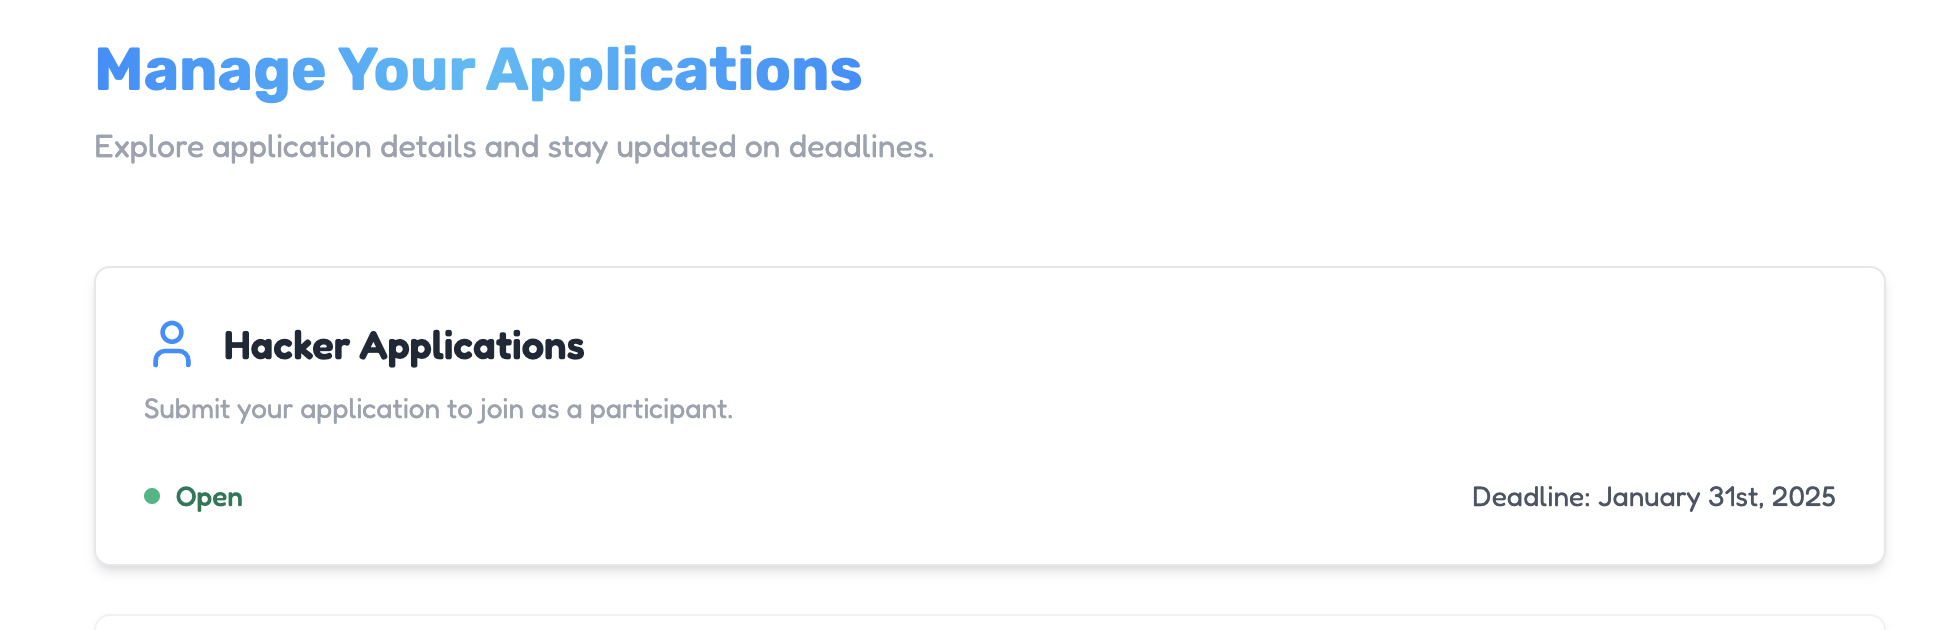 Manage Your Applications
Explore application details and stay updated on deadlines.
Hacker Applications
Submit your application to join as a participant.
Open
Deadline: January 31st, 2025